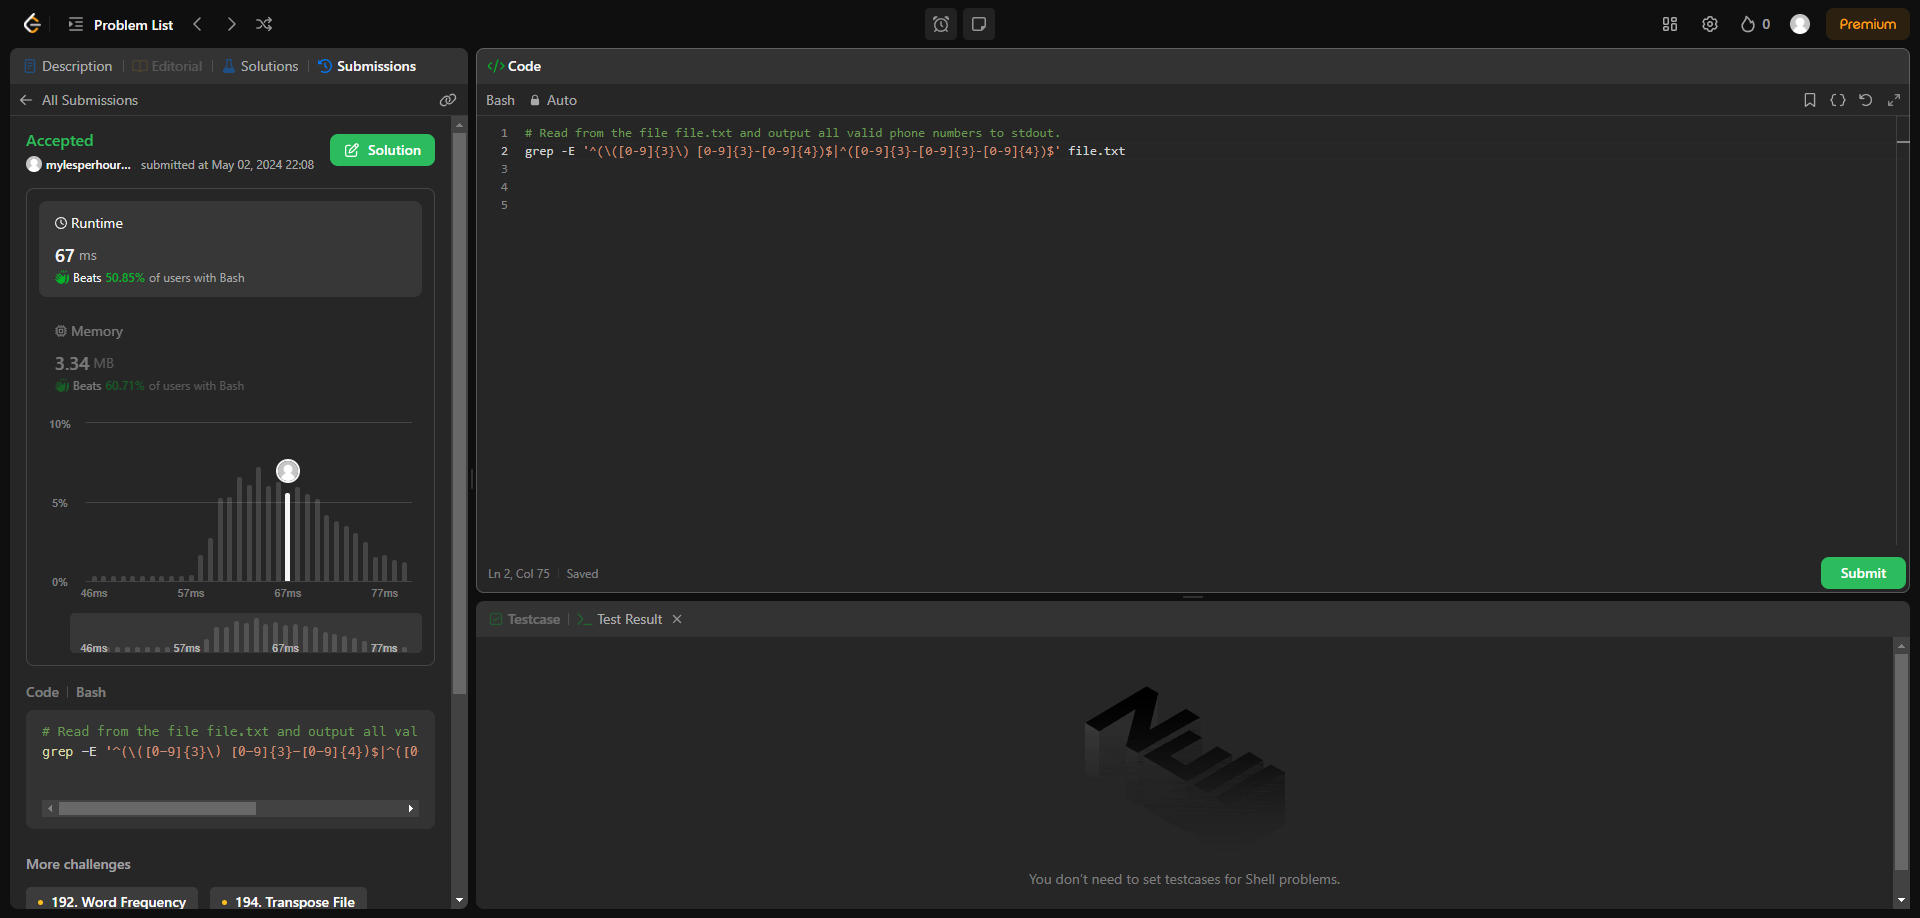 Problem List
0
Premium
Description
Editorial
Solutions
Submissions
All Submissions
Accepted
mylesperhour... submitted at May 02, 2024 22:08
Solution
Runtime
67 ms
Beats 50.85% of users with Bash
Memory
3.34 MB
Beats 60.71% of users with Bash
10%
5%
0%
46ms 57ms 67ms 77ms
46ms 57ms 67ms 77ms
Code | Bash
# Read from the file file.txt and output all val
grep -E '^(\([0-9]{3}\) [0-9]{3}-[0-9]{4})$|^([0
More challenges
192. Word Frequency
194. Transpose File
</> Code
Bash
Auto
{}
1 # Read from the file file.txt and output all valid phone numbers to stdout.
2 grep -E '^(\([0-9]{3}\) [0-9]{3}-[0-9]{4})$|^([0-9]{3}-[0-9]{3}-[0-9]{4})$' file.txt
3
4
5
Ln 2, Col 75 | Saved
Submit
Testcase
Test Result
Null
You don't need to set testcases for Shell problems.